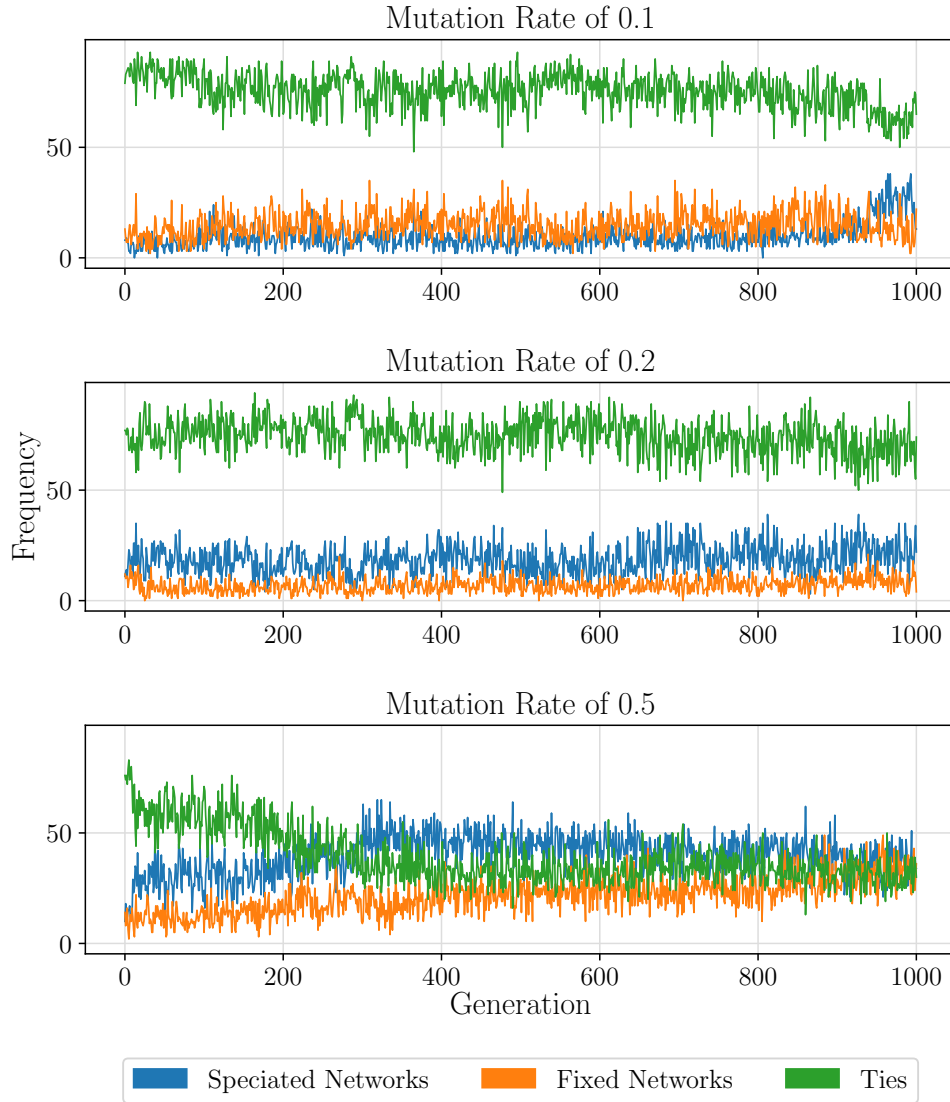 Mutation Rate of 0.1
50
0
0 200 400 600 800 1000
Mutation Rate of 0.2
Frequency
50
0
0 200 400 600 800 1000
Mutation Rate of 0.5
50
0
0 200 400 600 800 1000
Generation
Speciated Networks Fixed Networks Ties